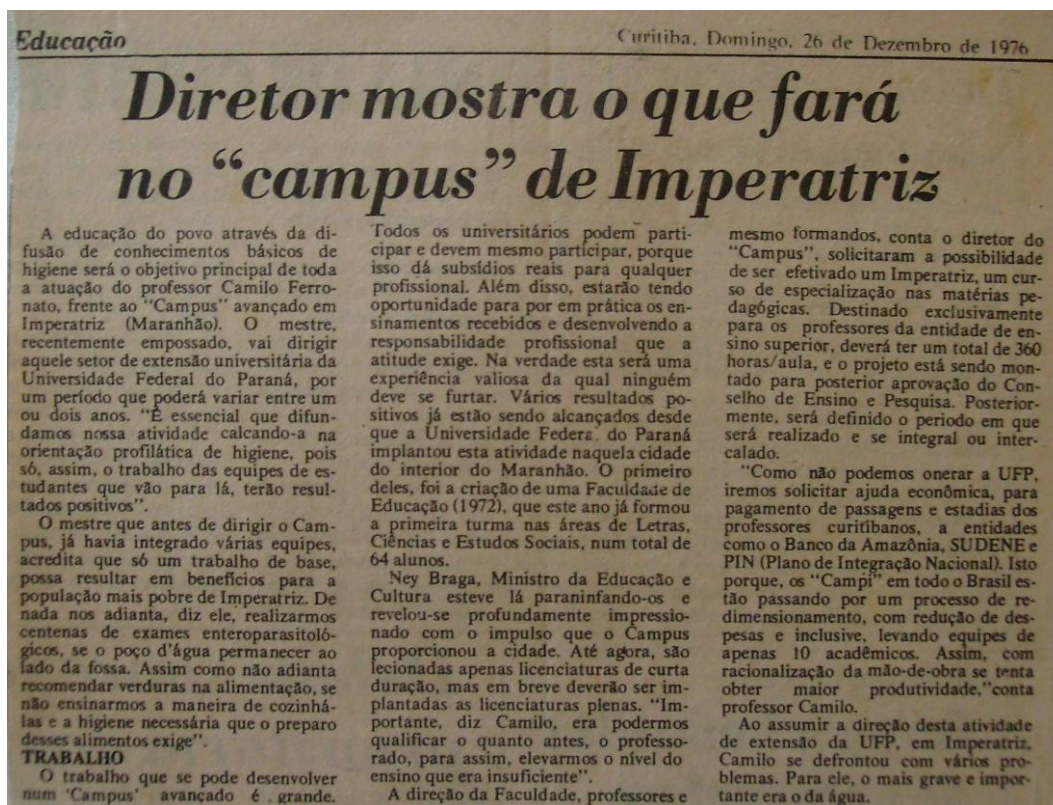 Educação
Curitiba, Domingo, 26 de Dezembro de 1976
Diretor mostra o que fará
no "campus" de Imperatriz
A educação do povo através da di-
fusão de conhecimentos básicos de
higiene será o objetivo principal de toda
a atuação do professor Camilo Ferro-
nato, frente ao "Campus" avançado em
Imperatriz (Maranhão). O mestre,
recentemente empossado, vai dirigir
aquele setor de extensão universitária da
Universidade Federal do Paraná, por
um período que poderá variar entre um
ou dois anos. "É essencial que difun-
damos nossa atividade calcando-a na
orientação profilática de higiene, pois
só, assim, o trabalho das equipes de es-
tudantes que vão para lá, terão resul-
tados positivos".
O mestre que antes de dirigir o Cam-
pus, já havia integrado várias equipes,
acredita que só um trabalho de base,
possa resultar em benefícios para a
população mais pobre de Imperatriz. De
nada nos adianta, diz ele, realizarmos
centenas de exames enteroparasitoló-
gicos, se o poço d'água permanecer ao
lado da fossa. Assim como não adianta
recomendar verduras na alimentação, se
não ensinarmos a maneira de cozinhá-
las e a higiene necessária que o preparo
desses alimentos exige".
TRABALHO
O trabalho que se pode desenvolver
num 'Campus' avançado é grande.
Todos os universitários podem parti-
cipar e devem mesmo participar, porque
isso dá subsídios reais para qualquer
profissional. Além disso, estarão tendo
oportunidade para por em prática os en-
sinamentos recebidos e desenvolvendo a
responsabilidade profissional que a
atitude exige. Na verdade esta será uma
experiência valiosa da qual ninguém
deve se furtar. Vários resultados po-
sitivos já estão sendo alcançados desde
que a Universidade Federa do Paraná
implantou esta atividade naquela cidade
do interior do Maranhão. O primeiro
deles, foi a criação de uma Faculdade de
Educação (1972), que este ano já formou
a primeira turma nas áreas de Letras,
Ciências e Estudos Sociais, num total de
64 alunos.
Ney Braga, Ministro da Educação e
Cultura esteve lá paraninfando-os e
revelou-se profundamente impressio-
nado com o impulso que o Campus
proporcionou a cidade. Até agora, são
lecionadas apenas licenciaturas de curta
duração, mas em breve deverão ser im-
plantadas as licenciaturas plenas. "Im-
portante, diz Camilo, era podermos
qualificar o quanto antes, o professo-
rado, para assim, elevarmos o nível do
ensino que era insuficiente".
A direção da Faculdade, professores e
mesmo formandos, conta o diretor do
"Campus", solicitaram a possibilidade
de ser efetivado um Imperatriz, um cur-
so de especialização nas matérias pe-
dagógicas. Destinado exclusivamente
para os professores da entidade de en-
sino superior, deverá ter um total de 360
horas/aula, e o projeto está sendo mon-
tado para posterior aprovação do Con-
selho de Ensino e Pesquisa. Posterior-
mente, será definido o período em que
será realizado e se integral ou inter-
calado.
"Como não podemos onerar a UFP,
iremos solicitar ajuda econômica, para
pagamento de passagens e estadias dos
professores curitibanos, a entidades
como o Banco da Amazônia, SUDENE e
PIN (Plano de Integração Nacional). Isto
porque, os "Campi" em todo o Brasil es-
tão passando por um processo de re-
dimensionamento, com redução de des-
pesas e inclusive, levando equipes de
apenas 10 acadêmicos. Assim, com
racionalização da mão-de-obra se tenta
obter maior produtividade,"conta
professor Camilo.
Ao assumir a direção desta atividade
de extensão da UFP, em Imperatriz,
Camilo se defrontou com vários pro-
blemas. Para ele, o mais grave e impor-
tante era o da água.